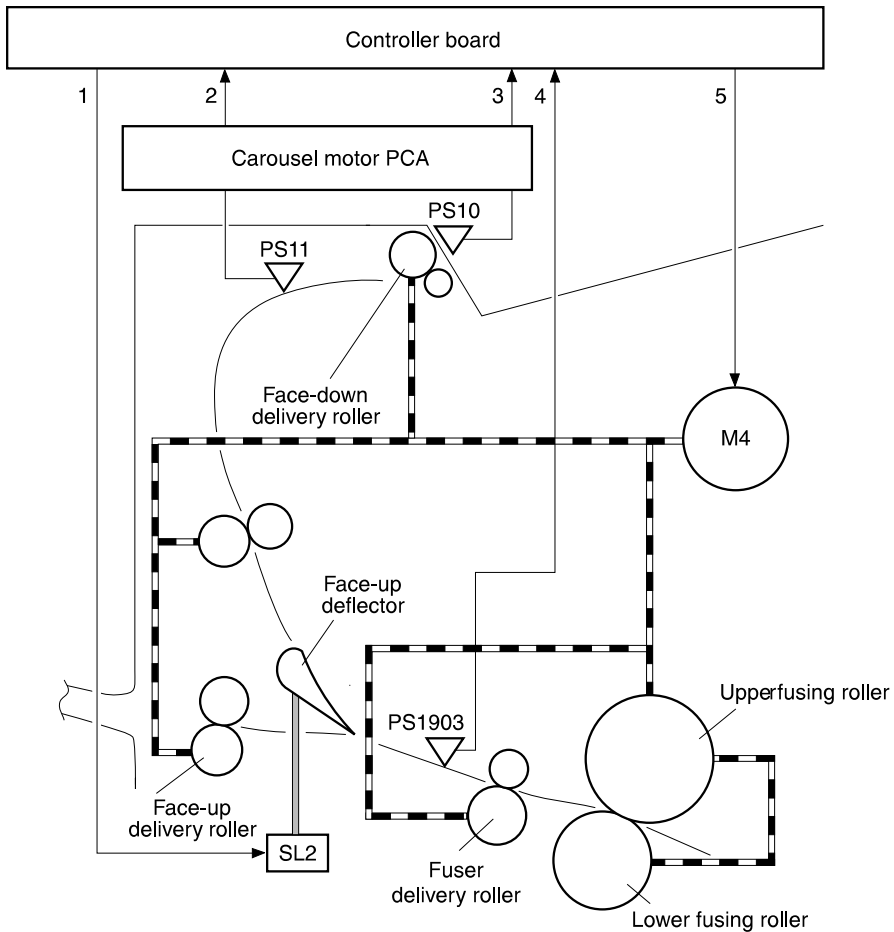 Controller board
1
2
3
4
5
Carousel motor PCA
PS10
PS11
Face-down
delivery roller
M4
Face-up
deflector
Upperfusing roller
PS1903
Face-up
delivery roller
SL2
Fuser
delivery roller
Lower fusing roller